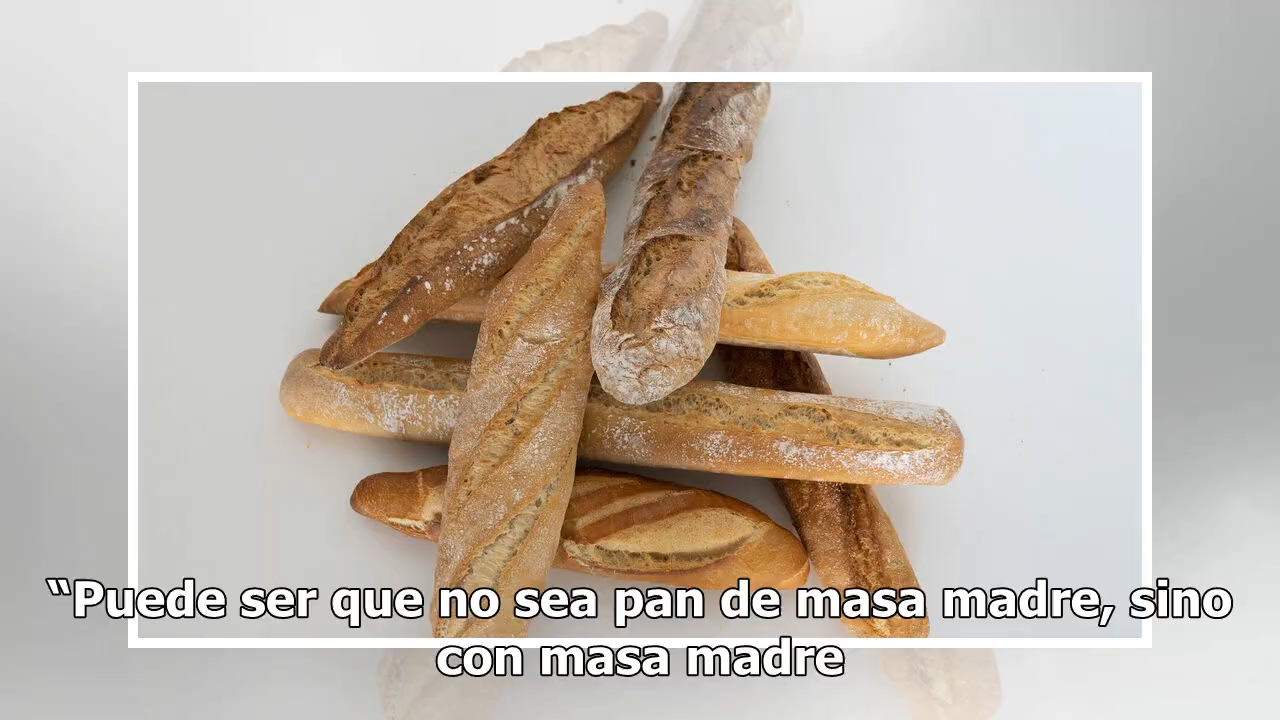 “Puede ser que no sea pan de masa madre, sino
con masa madre